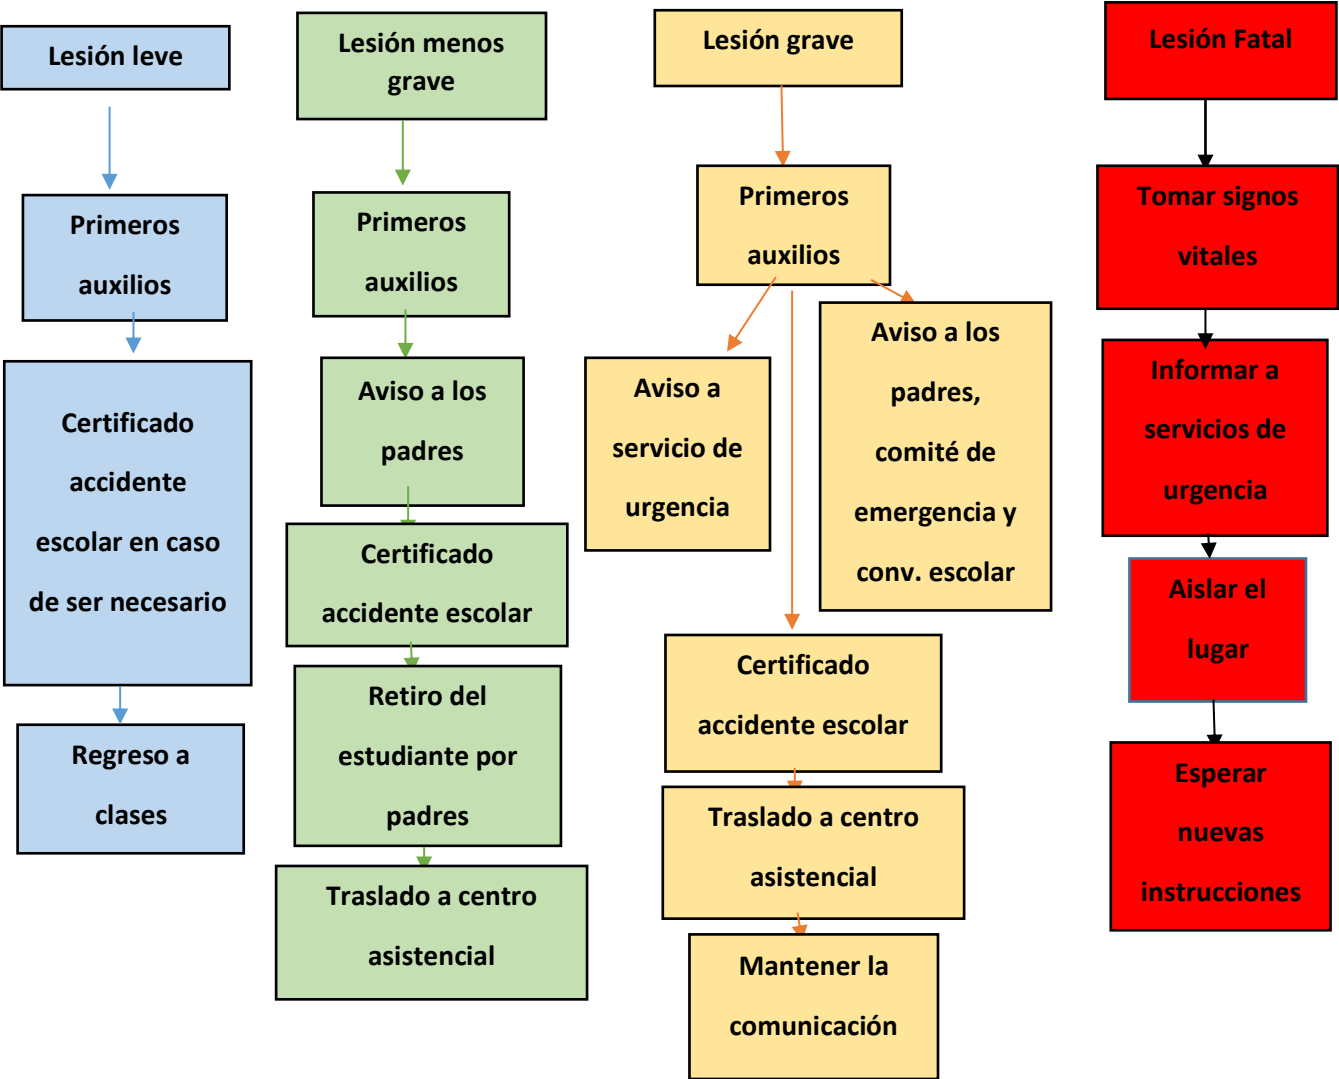 Lesión leve
Primeros
auxilios
Certificado
accidente
escolar en caso
de ser necesario
Regreso a
clases
Lesión menos
grave
Primeros
auxilios
Aviso a los
padres
Certificado
accidente escolar
Retiro del
estudiante por
padres
Traslado a centro
asistencial
Lesión grave
Primeros
auxilios
Aviso a
servicio de
urgencia
Aviso a los
padres,
comité de
emergencia y
conv. escolar
Certificado
accidente escolar
Traslado a centro
asistencial
Mantener la
comunicación
Lesión Fatal
Tomar signos
vitales
Informar a
servicios de
urgencia
Aislar el
lugar
Esperar
nuevas
instrucciones